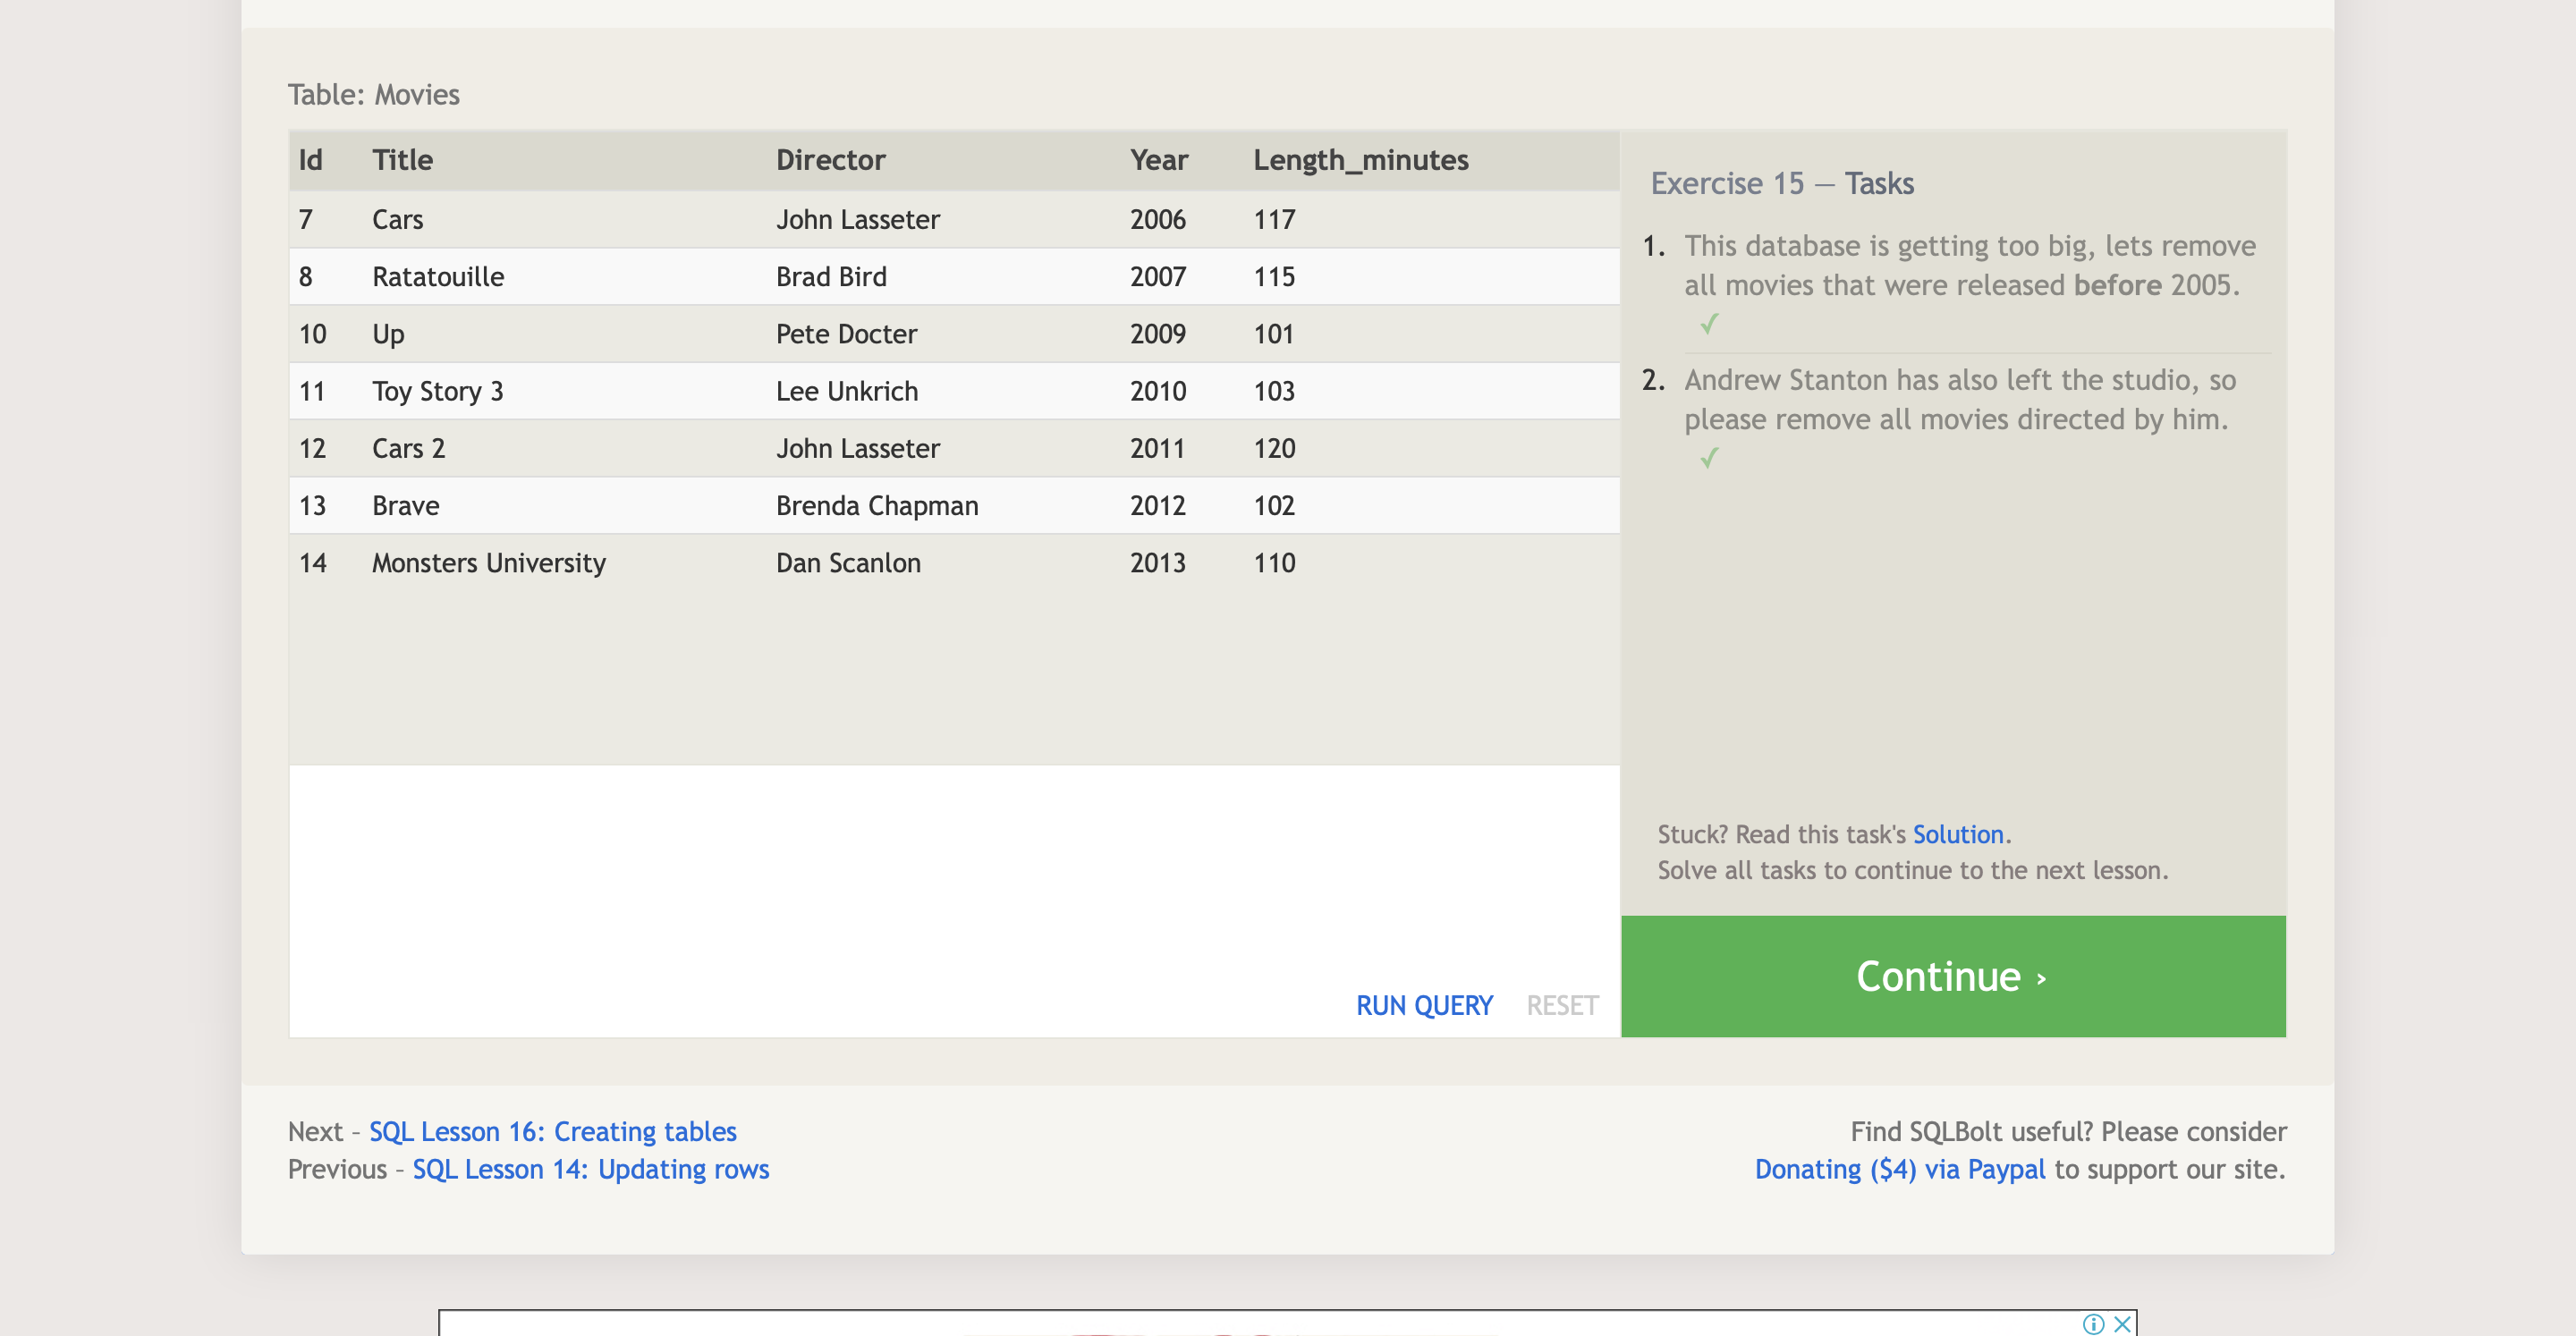 Table: Movies
Id Title Director Year Length_minutes
7 Cars John Lasseter 2006 117
8 Ratatouille Brad Bird 2007 115
10 Up Pete Docter 2009 101
11 Toy Story 3 Lee Unkrich 2010 103
12 Cars 2 John Lasseter 2011 120
13 Brave Brenda Chapman 2012 102
14 Monsters University Dan Scanlon 2013 110
RUN QUERY RESET
Exercise 15 — Tasks
1. This database is getting too big, lets remove
all movies that were released before 2005.
✓
2. Andrew Stanton has also left the studio, so
please remove all movies directed by him.
✓
Stuck? Read this task's Solution.
Solve all tasks to continue to the next lesson.
Continue ›
Next – SQL Lesson 16: Creating tables
Previous – SQL Lesson 14: Updating rows
Find SQLBolt useful? Please consider
Donating ($4) via Paypal to support our site.